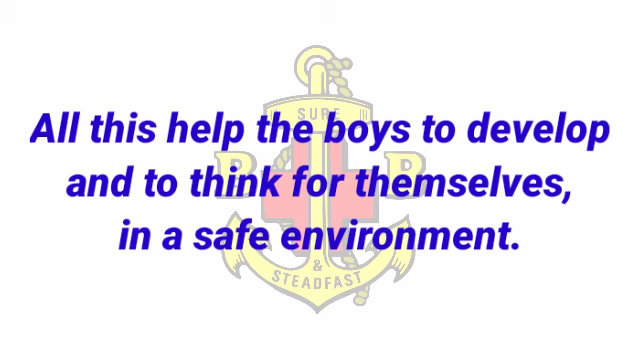 SURE
All this help the boys to develop
B B
and to think for themselves,
in a safe environment.
&
STEADFAST